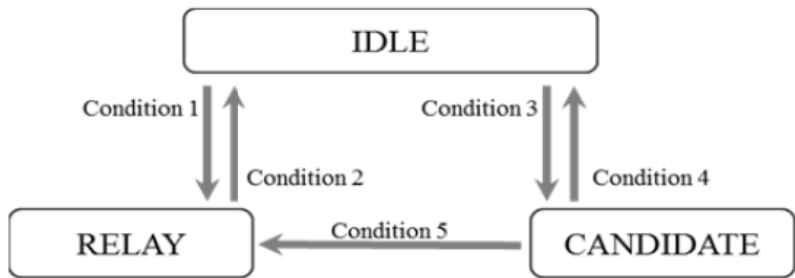 IDLE
Condition 1
Condition 3
Condition 2
Condition 4
RELAY
Condition 5
CANDIDATE